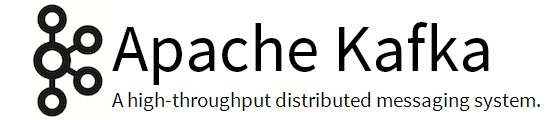 Apache Kafka
A high-throughput distributed messaging system.